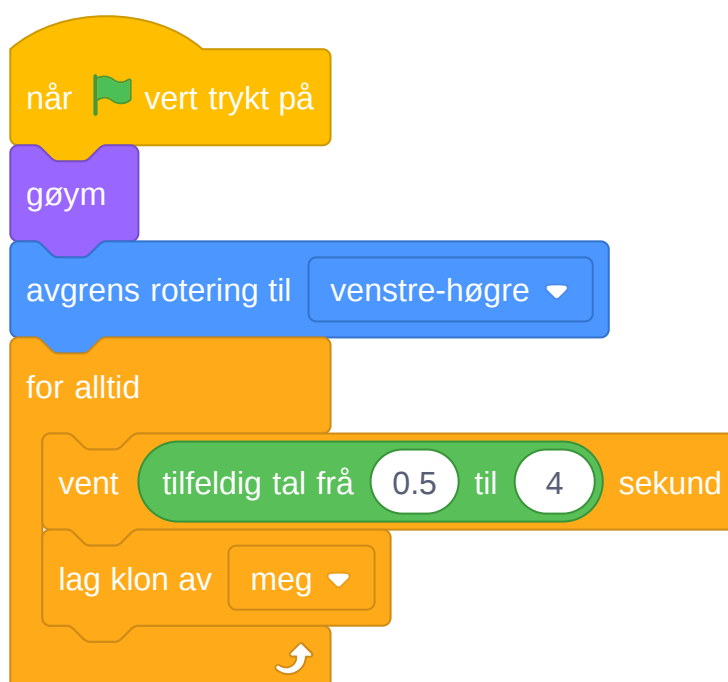 når vert trykt på
gøym
avgrens rotering til venstre-høgre
for alltid
vent tilfeldig tal frå 0.5 til 4 sekund
lag klon av meg